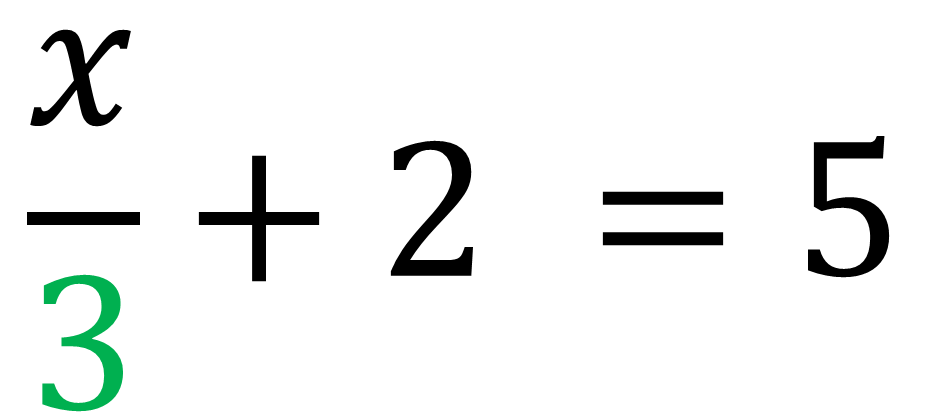 x/3 + 2 = 5